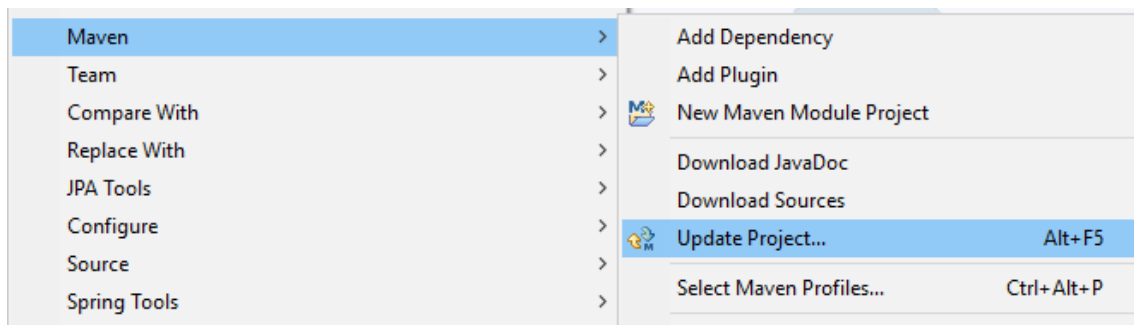 Maven
Team
Compare With
Replace With
JPA Tools
Configure
Source
Spring Tools
Add Dependency
Add Plugin
New Maven Module Project
Download JavaDoc
Download Sources
Update Project... Alt+F5
Select Maven Profiles... Ctrl+Alt+P